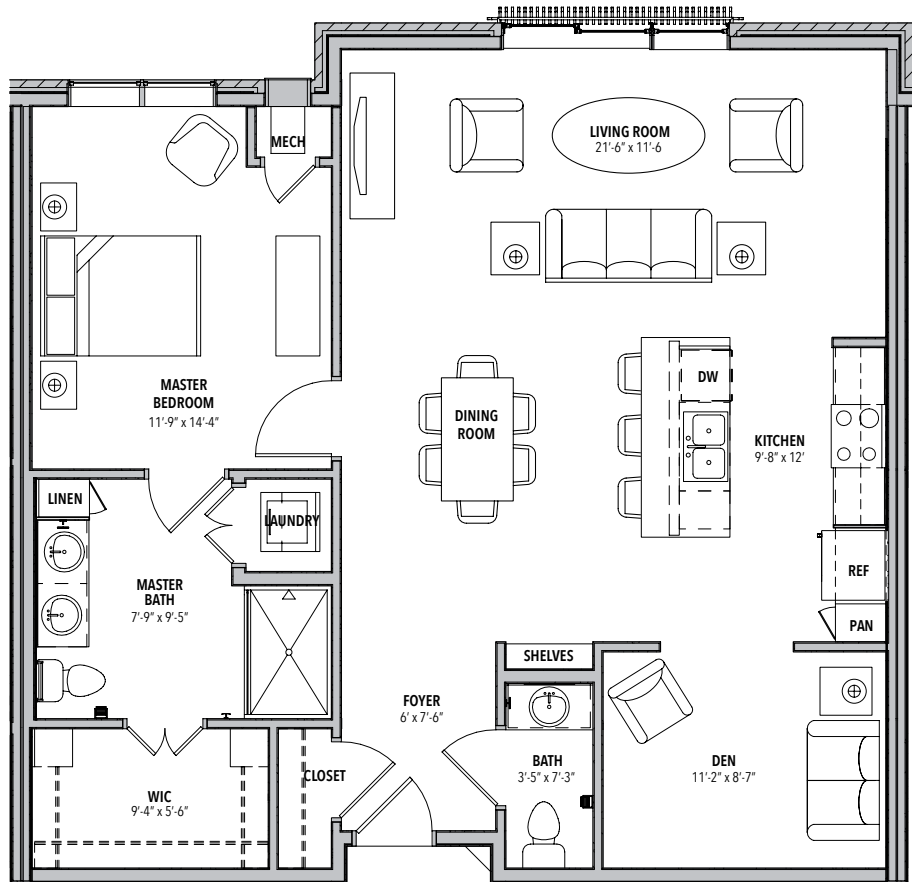 MECH
LIVING ROOM
21'-6" x 11'-6
MASTER
BEDROOM
11'-9" x 14'-4"
DINING
ROOM
DW
KITCHEN
9'-8" x 12'
LINEN
LAUNDRY
MASTER
BATH
7'-9" x 9'-5"
REF
PAN
SHELVES
FOYER
6' x 7'-6"
CLOSET
BATH
3'-5" x 7'-3"
DEN
11'-2" x 8'-7"
WIC
9'-4" x 5'-6"